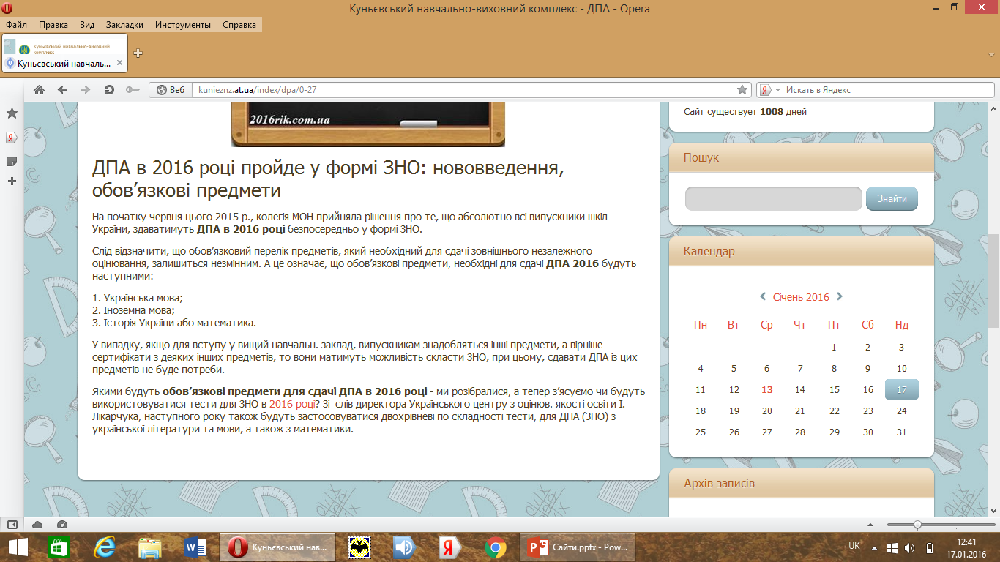 Куньєвський навчально-виховний комплекс - ДПА - Opera
Файл Правка Вид Закладки Инструменты Справка
Куньєвський навчально-виховний
комплекс
Куньєвський навчаль...
Веб kunieznz.at.ua/index/dpa/0-27 Искать в Яндекс
2016rik.com.ua
ДПА в 2016 році пройде у формі ЗНО: нововведення,
обов’язкові предмети
На початку червня цього 2015 р., колегія МОН прийняла рішення про те, що абсолютно всі випускники шкіл
України, здаватимуть ДПА в 2016 році безпосередньо у формі ЗНО.
Слід відзначити, що обов’язковий перелік предметів, який необхідний для сдачі зовнішнього незалежного
оцінювання, залишиться незмінним. А це означає, що обов’язкові предмети, необхідні для сдачі ДПА 2016 будуть
наступними:
1. Українська мова;
2. Іноземна мова;
3. Історія України або математика.
У випадку, якщо для вступу у вищий навчальн. заклад, випускникам знадобляться інші предмети, а вірніше
сертифікати з деяких інших предметів, то вони матимуть можливість скласти ЗНО, при цьому, сдавати ДПА із цих
предметів не буде потреби.
Якими будуть обов’язкові предмети для сдачі ДПА в 2016 році - ми розібралися, а тепер з’ясуємо чи будуть
використовуватися тести для ЗНО в 2016 році? Зі слів директора Українського центру з оцінюв. якості освіти І.
Лікарчука, наступного року також будуть застосовуватися двохрівневі по складності тести, для ДПА (ЗНО) з
української літератури та мови, а також з математики.
Сайт существует 1008 дней
Пошук
Знайти
Календар
Січень 2016
Пн Вт Ср Чт Пт Сб Нд
1 2 3
4 5 6 7 8 9 10
11 12 13 14 15 16 17
18 19 20 21 22 23 24
25 26 27 28 29 30 31
Архів записів
Куньєвський нав... Сайти.pptx - Pow... UK 12:41
17.01.2016